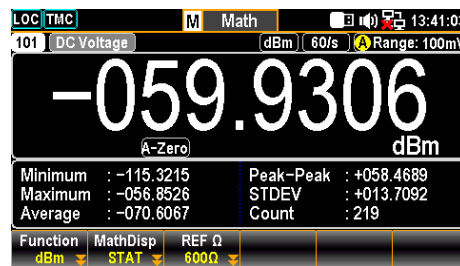 LOC TMC M Math 13:41:03
101 DC Voltage dBm 60/s A Range: 100mV
-059.9306
A-Zero dBm
Minimum : -115.3215 Peak-Peak : +058.4689
Maximum : -056.8526 STDEV : +013.7092
Average : -070.6067 Count : 219
Function MathDisp REF Ω
dBm STAT 600Ω